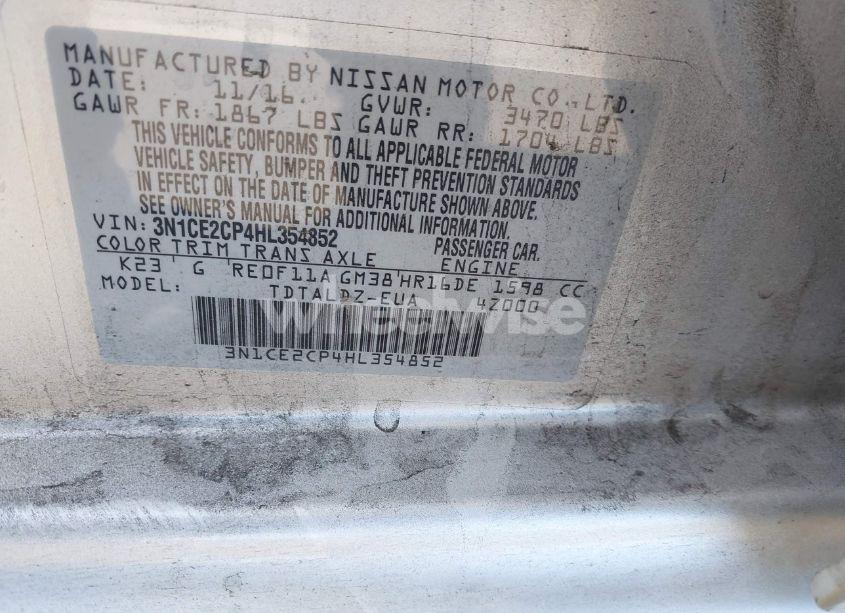 MANUFACTURED BY NISSAN MOTOR CO.,LTD.
DATE: 11/16 GVWR: 3470 LBS
GAWR FR: 1867 LBS GAWR RR: 1704 LBS
THIS VEHICLE CONFORMS TO ALL APPLICABLE FEDERAL MOTOR
VEHICLE SAFETY, BUMPER AND THEFT PREVENTION STANDARDS
IN EFFECT ON THE DATE OF MANUFACTURE SHOWN ABOVE.
SEE OWNER'S MANUAL FOR ADDITIONAL INFORMATION.
VIN: 3N1CE2CP4HL354852 PASSENGER CAR.
COLOR TRIM TRANS AXLE ENGINE
K23 G RE0F11A GM38 HR16DE 1598 CC
MODEL: TDTALDZ-EUA 42000
wheelwise
3N1CE2CP4HL354852